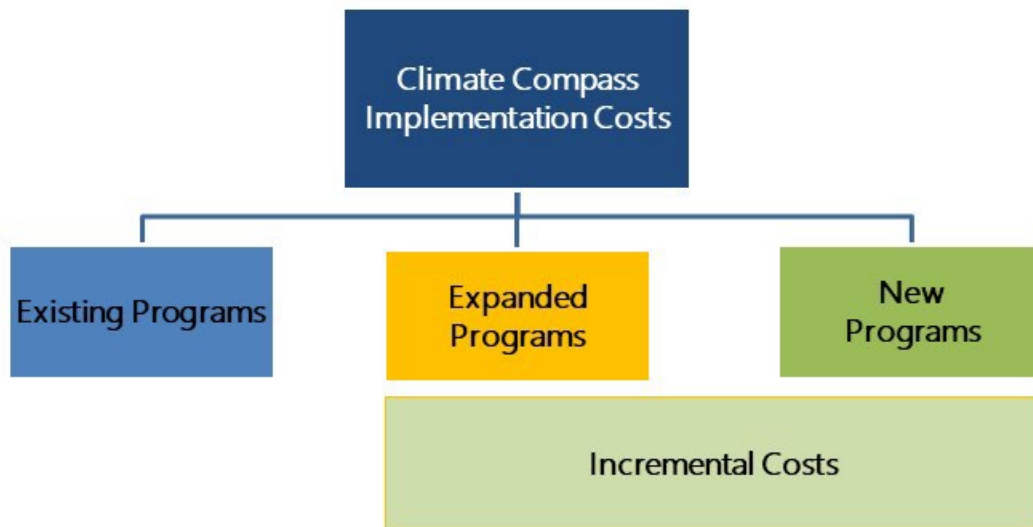 Climate Compass
Implementation Costs
Existing Programs
Expanded
Programs
New
Programs
Incremental Costs